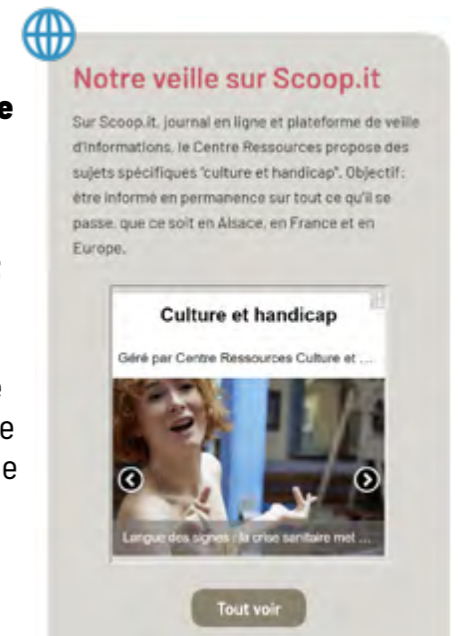 Notre veille sur Scoop.it
Sur Scoop.it, journal en ligne et plateforme de veille
d'informations, le Centre Ressources propose des
sujets spécifiques "culture et handicap". Objectif:
être informé en permanence sur tout ce qu'il se
passe, que ce soit en Alsace, en France et en
Europe.
Culture et handicap
Géré par Centre Ressources Culture et ...
Langue des signes : la crise sanitaire met ...
Tout voir
e
e
e
e